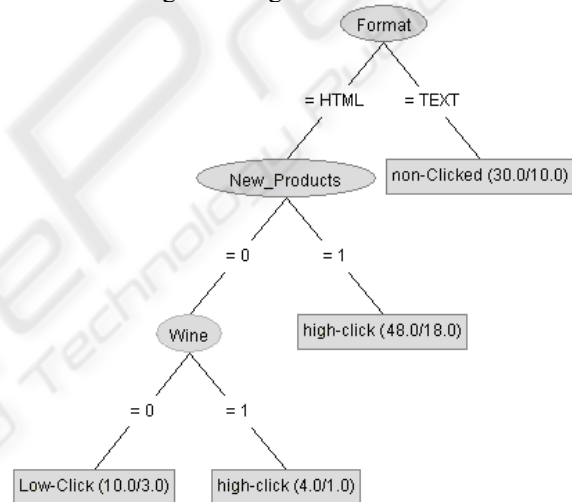 Format
= HTML
= TEXT
New_Products
non-Clicked (30.0/10.0)
= 0
= 1
Wine
high-click (48.0/18.0)
= 0
= 1
Low-Click (10.0/3.0)
high-click (4.0/1.0)